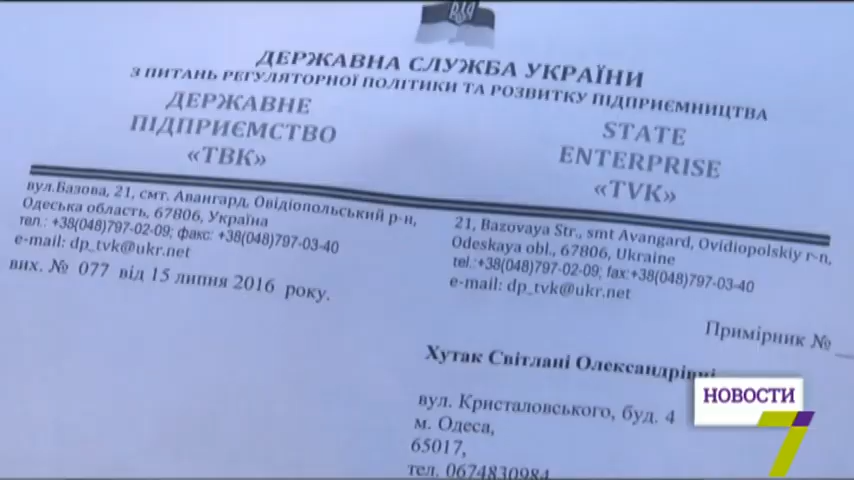 ДЕРЖАВНА СЛУЖБА УКРАЇНИ
З ПИТАНЬ РЕГУЛЯТОРНОЇ ПОЛІТИКИ ТА РОЗВИТКУ ПІДПРИЄМНИЦТВА
ДЕРЖАВНЕ
ПІДПРИЄМСТВО
«ТВК»
STATE
ENTERPRISE
«TVK»
вул.Базова, 21, смт. Авангард, Овідіопольський р-н,
Одеська область, 67806, Україна
тел.: +38(048)797-02-09; факс: +38(048)797-03-40
e-mail: dp_tvk@ukr.net
21, Bazovaya Str., smt Avangard, Ovidiopolskiy r-n,
Odeskaya obl., 67806, Ukraine
tel.:+38(048)797-02-09; fax:+38(048)797-03-40
e-mail: dp_tvk@ukr.net
вих. № 077 від 15 липня 2016 року.
Примірник № __
Хутак Світлані Олександрівні
вул. Кристаловського, буд. 4
м. Одеса,
65017,
тел. 0674830984
НОВОСТИ
7